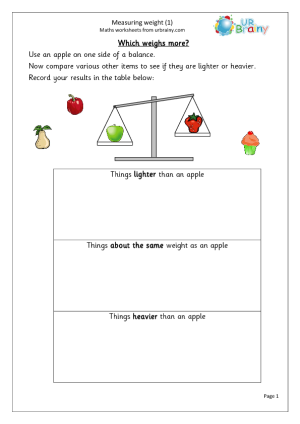 Measuring weight (1)
Maths worksheets from urbrainy.com
UR
Brainy
Which weighs more?
Use an apple on one side of a balance.
Now compare various other items to see if they are lighter or heavier.
Record your results in the table below:
Things lighter than an apple
Things about the same weight as an apple
Things heavier than an apple
Page 1